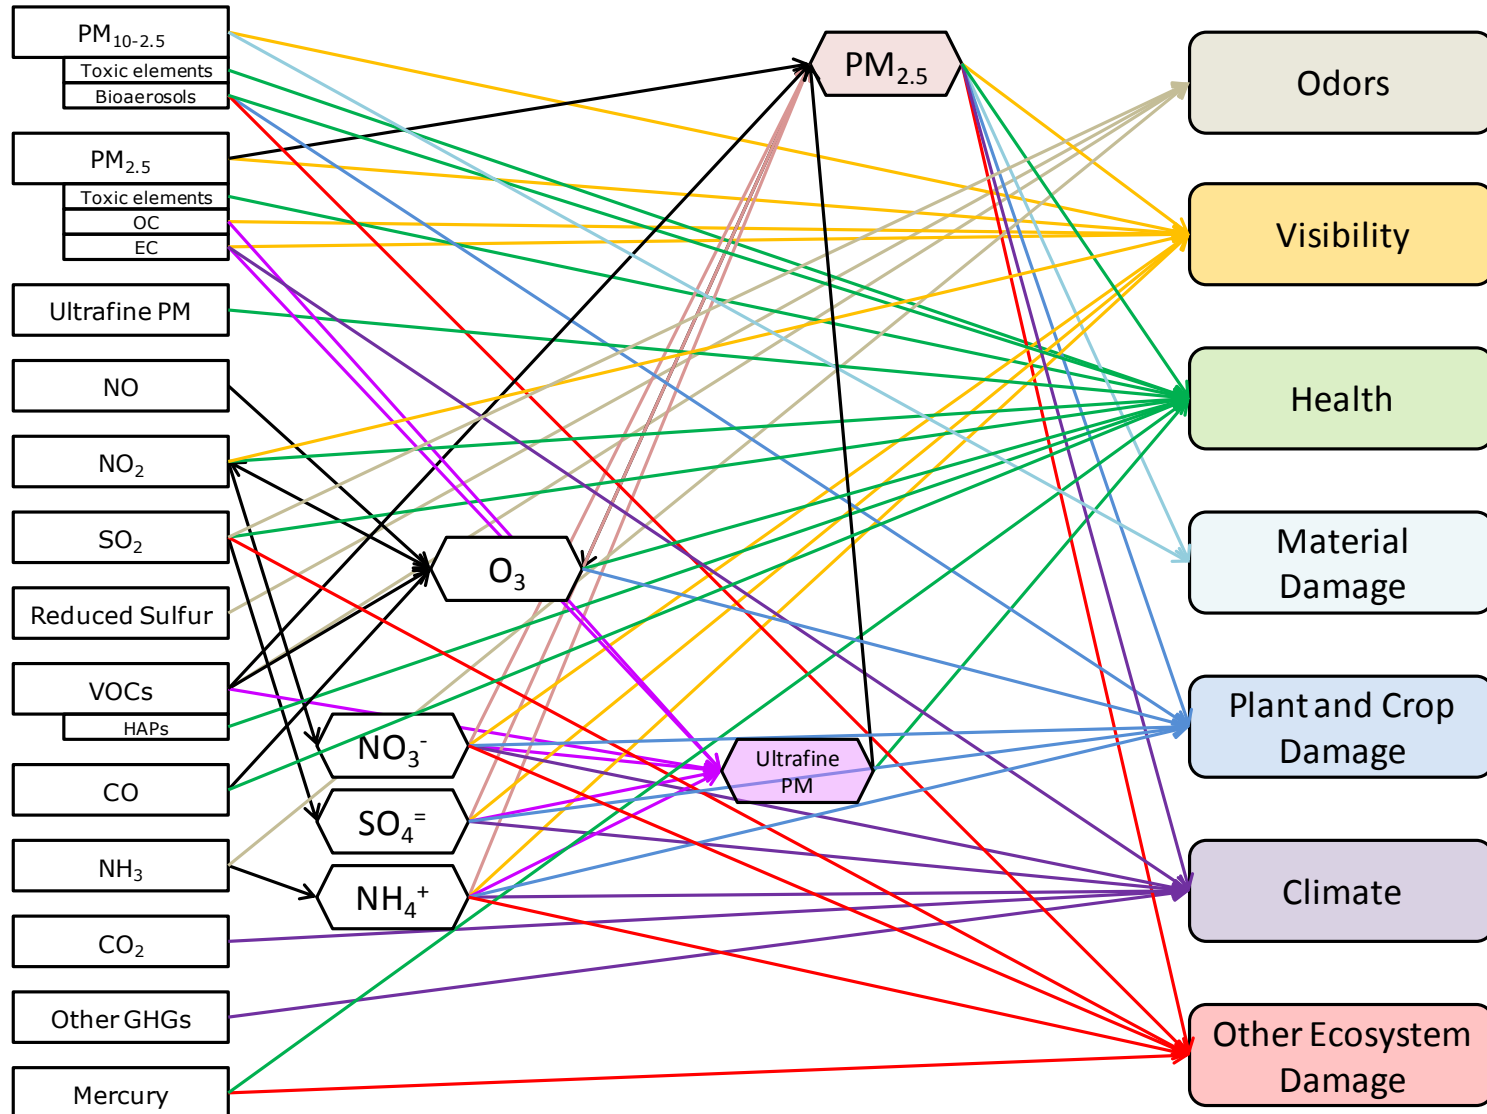 PM10-2.5
Toxic elements
Bioaerosols
PM2.5
Toxic elements
OC
EC
Ultrafine PM
NO
NO2
SO2
Reduced Sulfur
VOCs
HAPs
CO
NH3
CO2
Other GHGs
Mercury
PM2.5
O3
NO3-
SO4=
NH4+
Ultrafine
PM
Odors
Visibility
Health
Material
Damage
Plant and Crop
Damage
Climate
Other Ecosystem
Damage